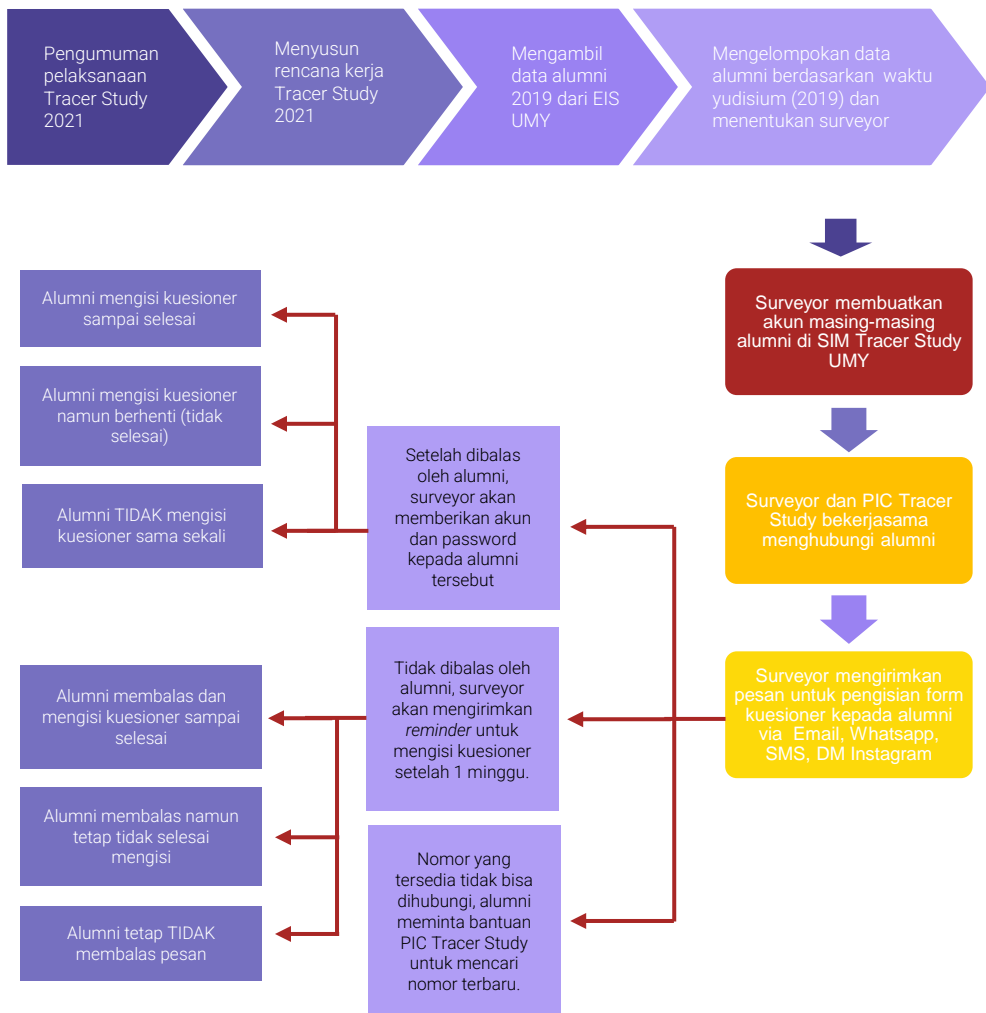 Pengumuman
pelaksanaan
Tracer Study
2021
Menyusun
rencana kerja
Tracer Study
2021
Mengambil
data alumni
2019 dari EIS
UMY
Mengelompokan data
alumni berdasarkan waktu
yudisium (2019) dan
menentukan surveyor
Surveyor membuatkan
akun masing-masing
alumni di SIM Tracer Study
UMY
Surveyor dan PIC Tracer
Study bekerjasama
menghubungi alumni
Surveyor mengirimkan
pesan untuk pengisian form
kuesioner kepada alumni
via Email, Whatsapp,
SMS, DM Instagram
Setelah dibalas
oleh alumni,
surveyor akan
memberikan akun
dan password
kepada alumni
tersebut
Alumni mengisi kuesioner
sampai selesai
Alumni mengisi kuesioner
namun berhenti (tidak
selesai)
Alumni TIDAK mengisi
kuesioner sama sekali
Tidak dibalas oleh
alumni, surveyor
akan mengirimkan
reminder untuk
mengisi kuesioner
setelah 1 minggu.
Alumni membalas dan
mengisi kuesioner sampai
selesai
Alumni membalas namun
tetap tidak selesai
mengisi
Alumni tetap TIDAK
membalas pesan
Nomor yang
tersedia tidak bisa
dihubungi, alumni
meminta bantuan
PIC Tracer Study
untuk mencari
nomor terbaru.